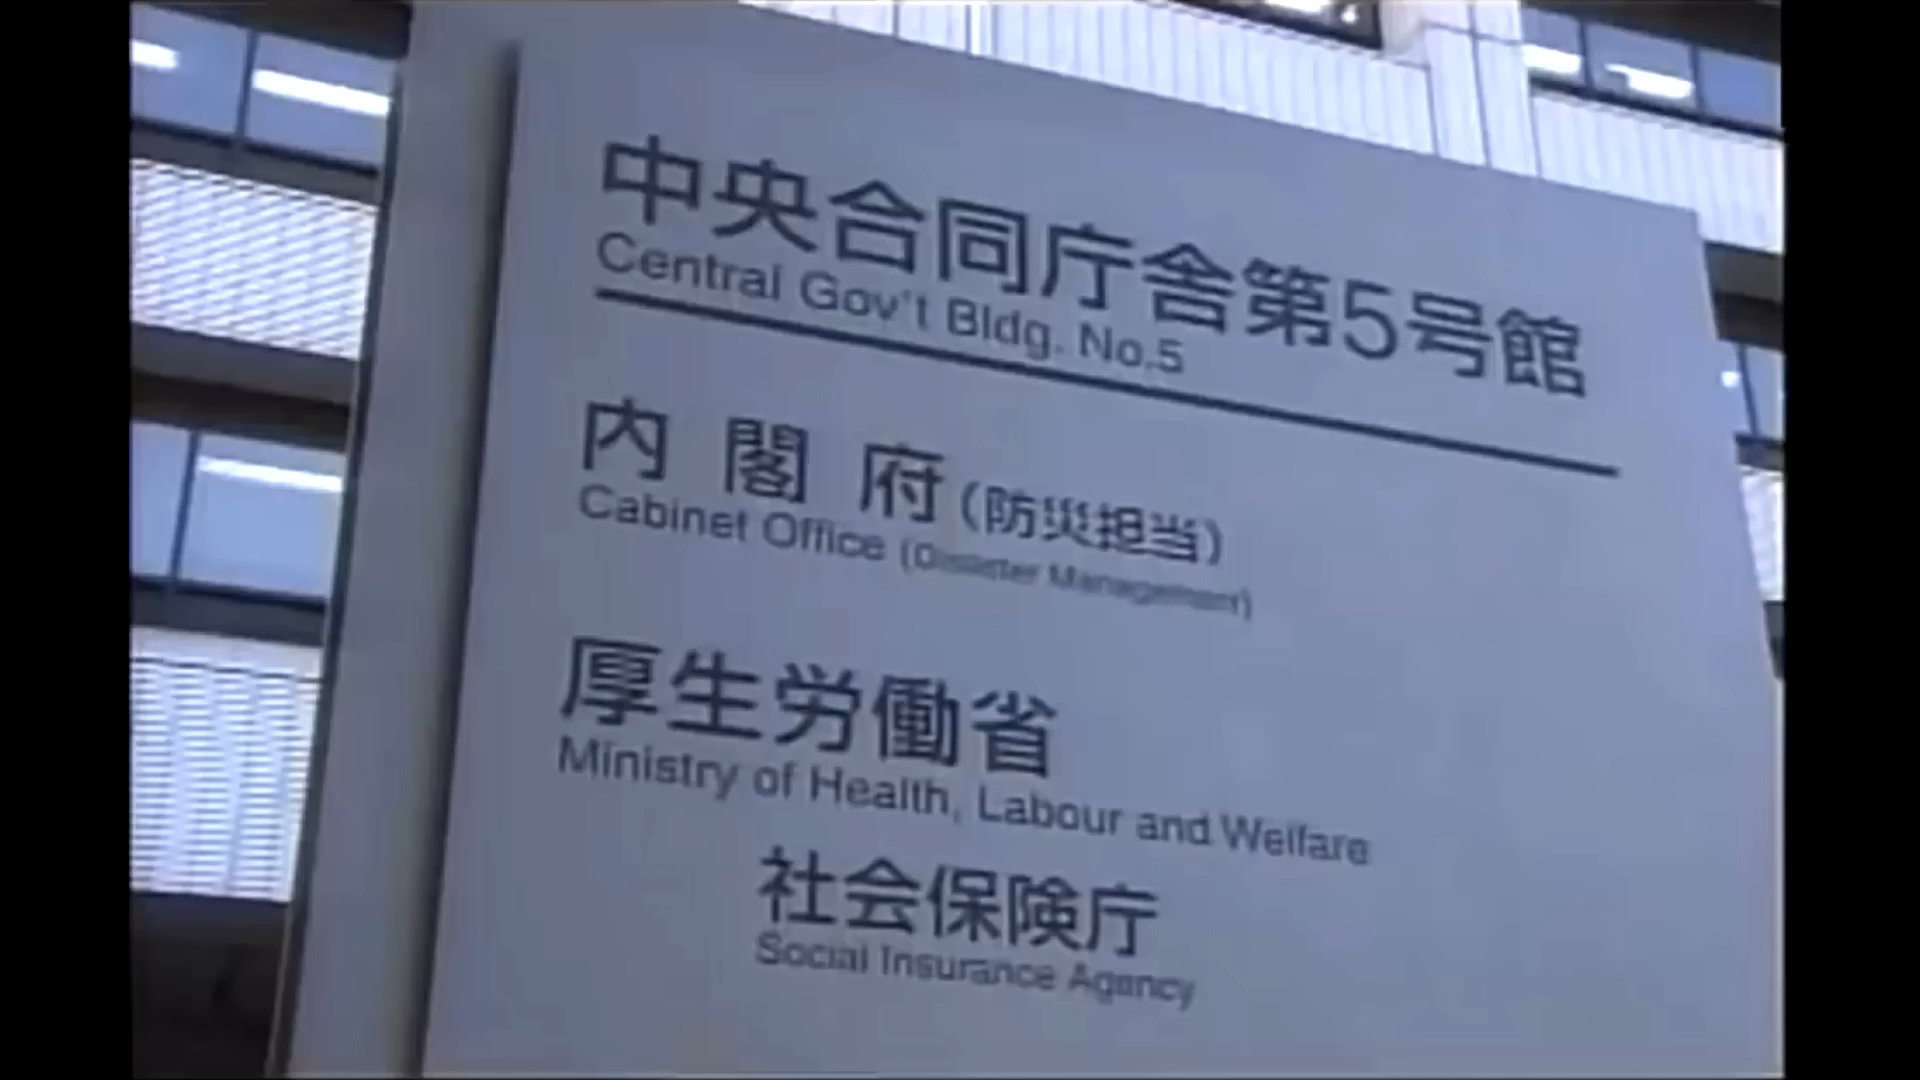 中央合同庁舎第5号館
Central Gov't Bldg. No.5
内閣府(防災担当)
Cabinet Office (Disaster Management)
厚生労働省
Ministry of Health, Labour and Welfare
社会保険庁
Social Insurance Agency